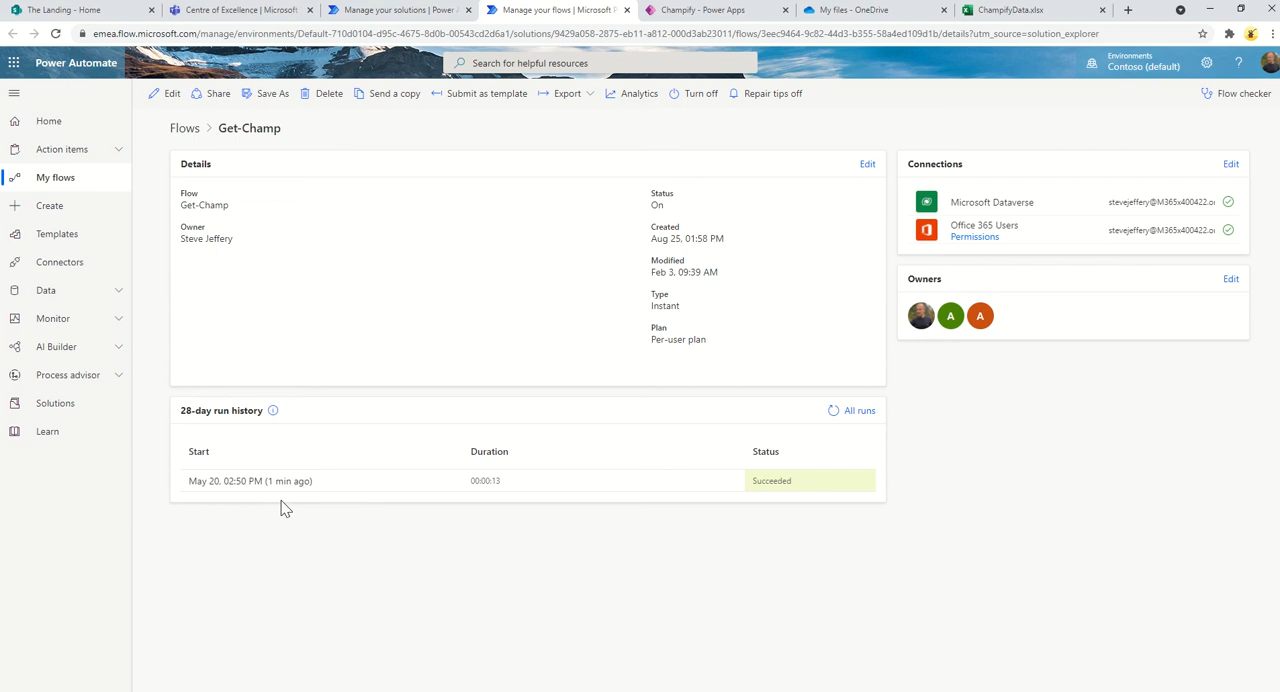 The Landing - Home
Centre of Excellence | Microsoft
Manage your solutions | Power A
Manage your flows | Microsoft P
Champify - Power Apps
My files - OneDrive
ChampifyData.xlsx
emea.flow.microsoft.com/manage/environments/Default-710d0104-d95c-4675-8d0b-00543cd2d6a1/solutions/9429a058-2875-eb11-a812-000d3ab23011/flows/3eec9464-9c82-44d3-b355-58a4ed109d1b/details?utm_source=solution_explorer
Power Automate
Search for helpful resources
Environments
Contoso (default)
?
Edit
Share
Save As
Delete
Send a copy
Submit as template
Export
Analytics
Turn off
Repair tips off
Flow checker
Home
Action items
My flows
Create
Templates
Connectors
Data
Monitor
AI Builder
Process advisor
Solutions
Learn
Flows > Get-Champ
Details
Edit
Flow
Get-Champ
Owner
Steve Jeffery
Status
On
Created
Aug 25, 01:58 PM
Modified
Feb 3, 09:39 AM
Type
Instant
Plan
Per-user plan
Connections
Edit
Microsoft Dataverse
stevejeffery@M365x400422.o
Office 365 Users
Permissions
stevejeffery@M365x400422.o
Owners
Edit
A
A
28-day run history
All runs
Start
Duration
Status
May 20, 02:50 PM (1 min ago)
00:00:13
Succeeded